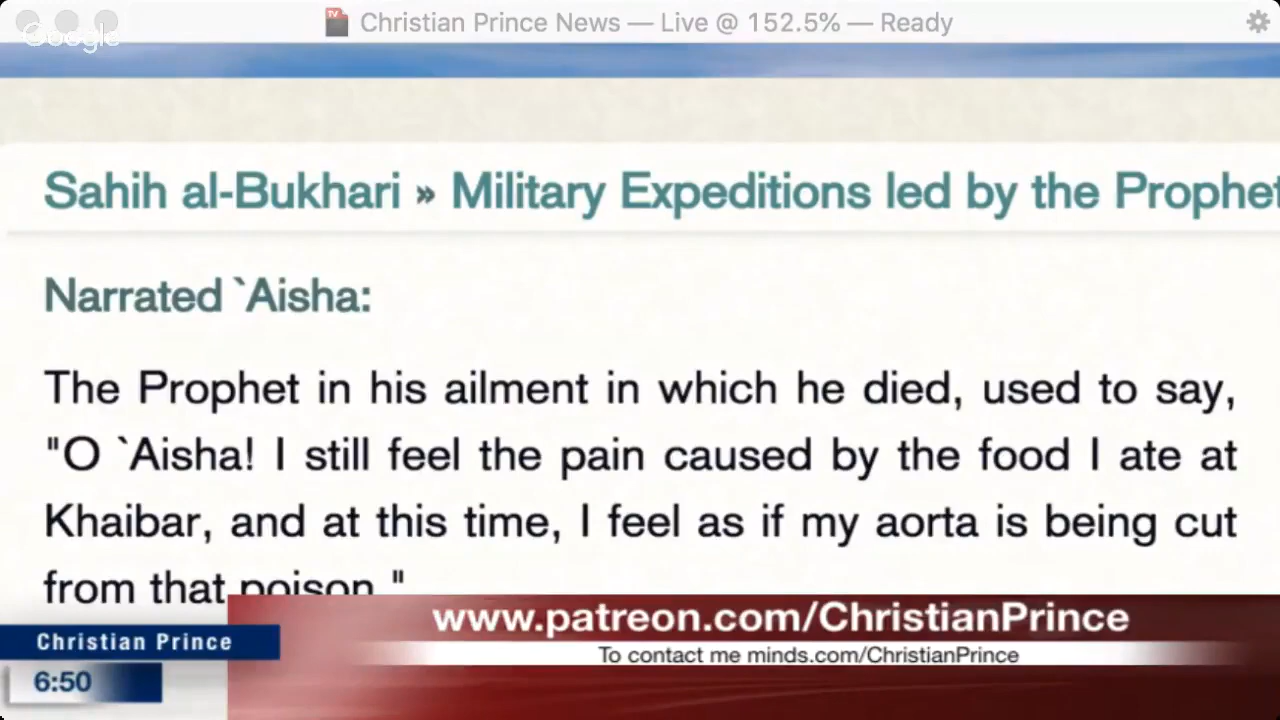 Christian Prince News — Live @ 152.5% — Ready
Google
Sahih al-Bukhari » Military Expeditions led by the Prophet
Narrated `Aisha:
The Prophet in his ailment in which he died, used to say,
"O `Aisha! I still feel the pain caused by the food I ate at
Khaibar, and at this time, I feel as if my aorta is being cut
from that poison."
www.patreon.com/ChristianPrince
Christian Prince
To contact me minds.com/ChristianPrince
6:50